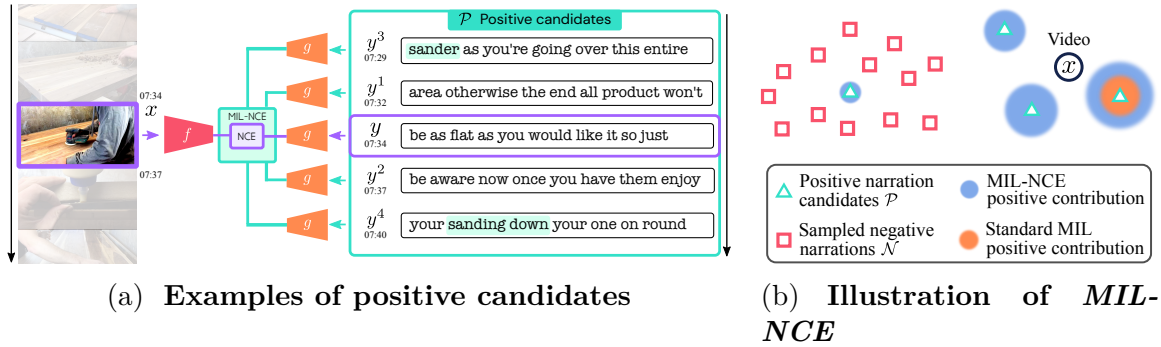 𝒫 Positive candidates
y³
07:29
g
sander as you're going over this entire
07:34
x
y¹
07:32
g
area otherwise the end all product won't
MIL-NCE
NCE
f
g
y
07:34
be as flat as you would like it so just
07:37
g
y²
07:37
be aware now once you have them enjoy
g
y⁴
07:40
your sanding down your one on round
(a) Examples of positive candidates
Video
x
Positive narration
candidates 𝒫
MIL-NCE
positive contribution
Sampled negative
narrations 𝒩
Standard MIL
positive contribution
(b) Illustration of MIL-
NCE